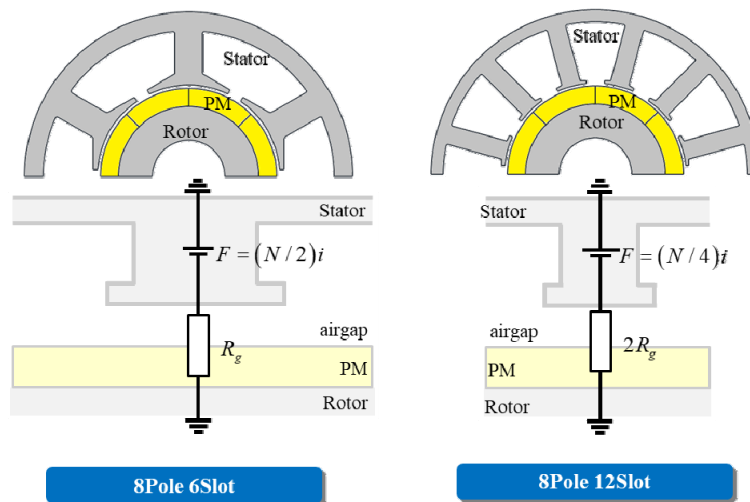 Stator
PM
Rotor
Stator
F = (N / 2)i
airgap
R_g
PM
Rotor
8Pole 6Slot
Stator
PM
Rotor
Stator
F = (N / 4)i
airgap
2R_g
PM
Rotor
8Pole 12Slot